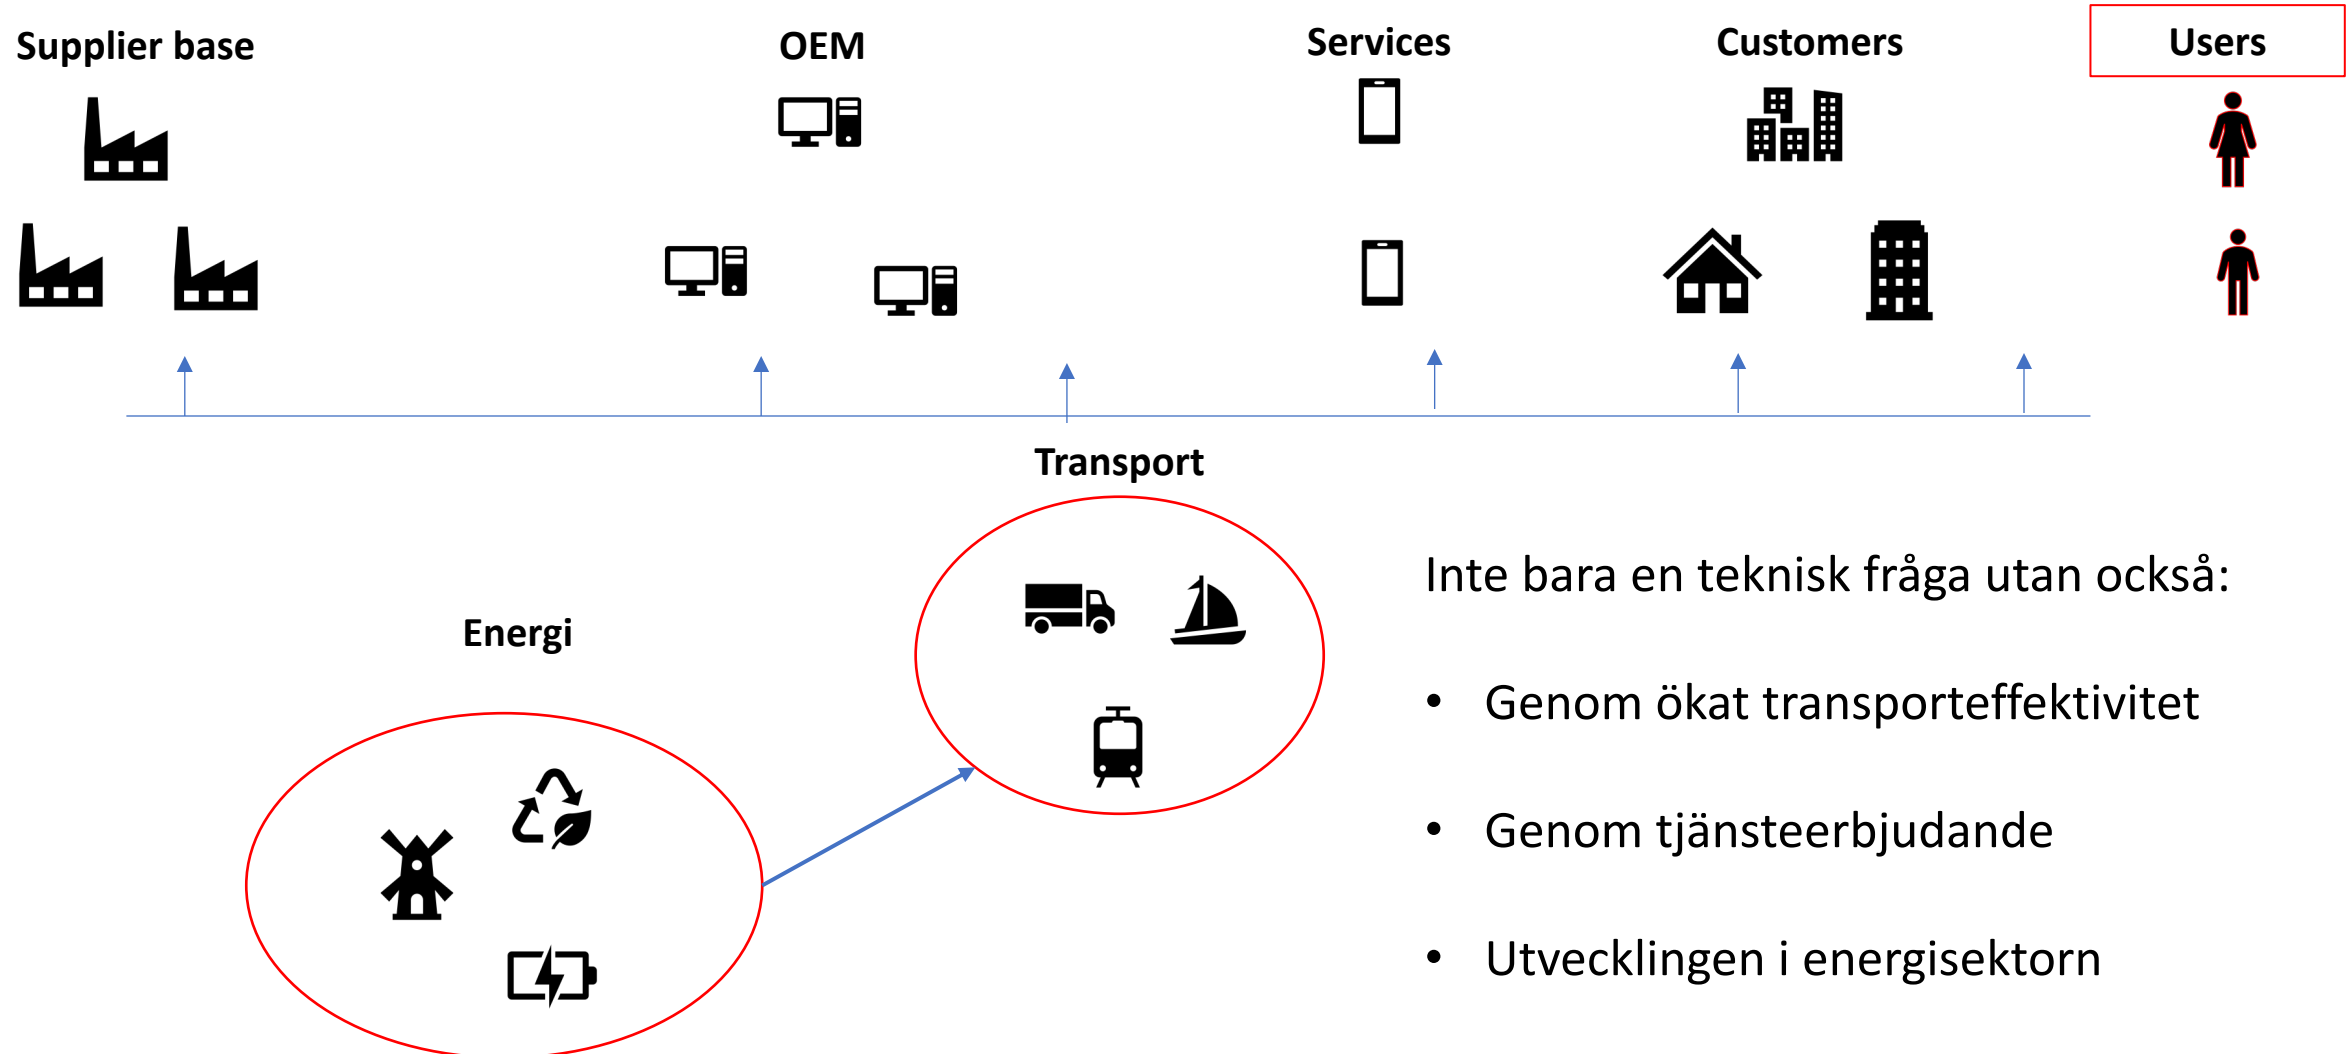 Supplier base
OEM
Services
Customers
Users
Transport
Energi
Inte bara en teknisk fråga utan också:
• Genom ökat transporteffektivitet
• Genom tjänsteerbjudande
• Utvecklingen i energisektorn